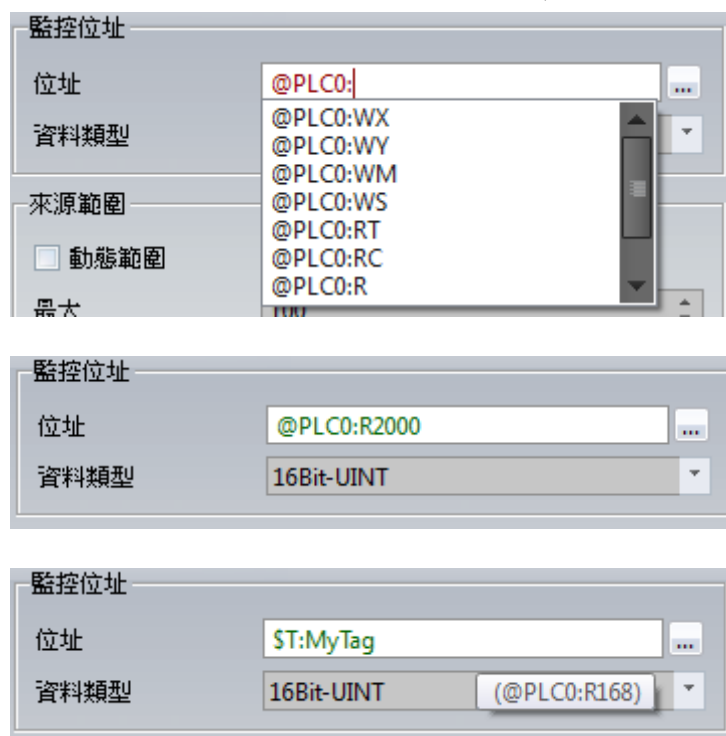 監控位址
位址 @PLC0: ...
@PLC0:WX
資料類型
@PLC0:WY
@PLC0:WM
@PLC0:WS
來源範圍
@PLC0:RT
動態範圍
@PLC0:RC
@PLC0:R
最大 100
監控位址
位址 @PLC0:R2000 ...
資料類型 16Bit-UINT
監控位址
位址 $T:MyTag ...
資料類型 16Bit-UINT (@PLC0:R168)